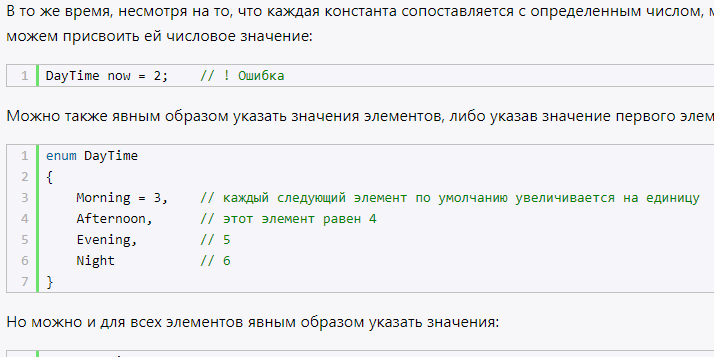 В то же время, несмотря на то, что каждая константа сопоставляется с определенным числом,
можем присвоить ей числовое значение:
1 DayTime now = 2;    // ! Ошибка
Можно также явным образом указать значения элементов, либо указав значение первого
1 enum DayTime
2 {
3     Morning = 3,    // каждый следующий элемент по умолчанию увеличивается на единицу
4     Afternoon,      // этот элемент равен 4
5     Evening,        // 5
6     Night           // 6
7 }
Но можно и для всех элементов явным образом указать значения: